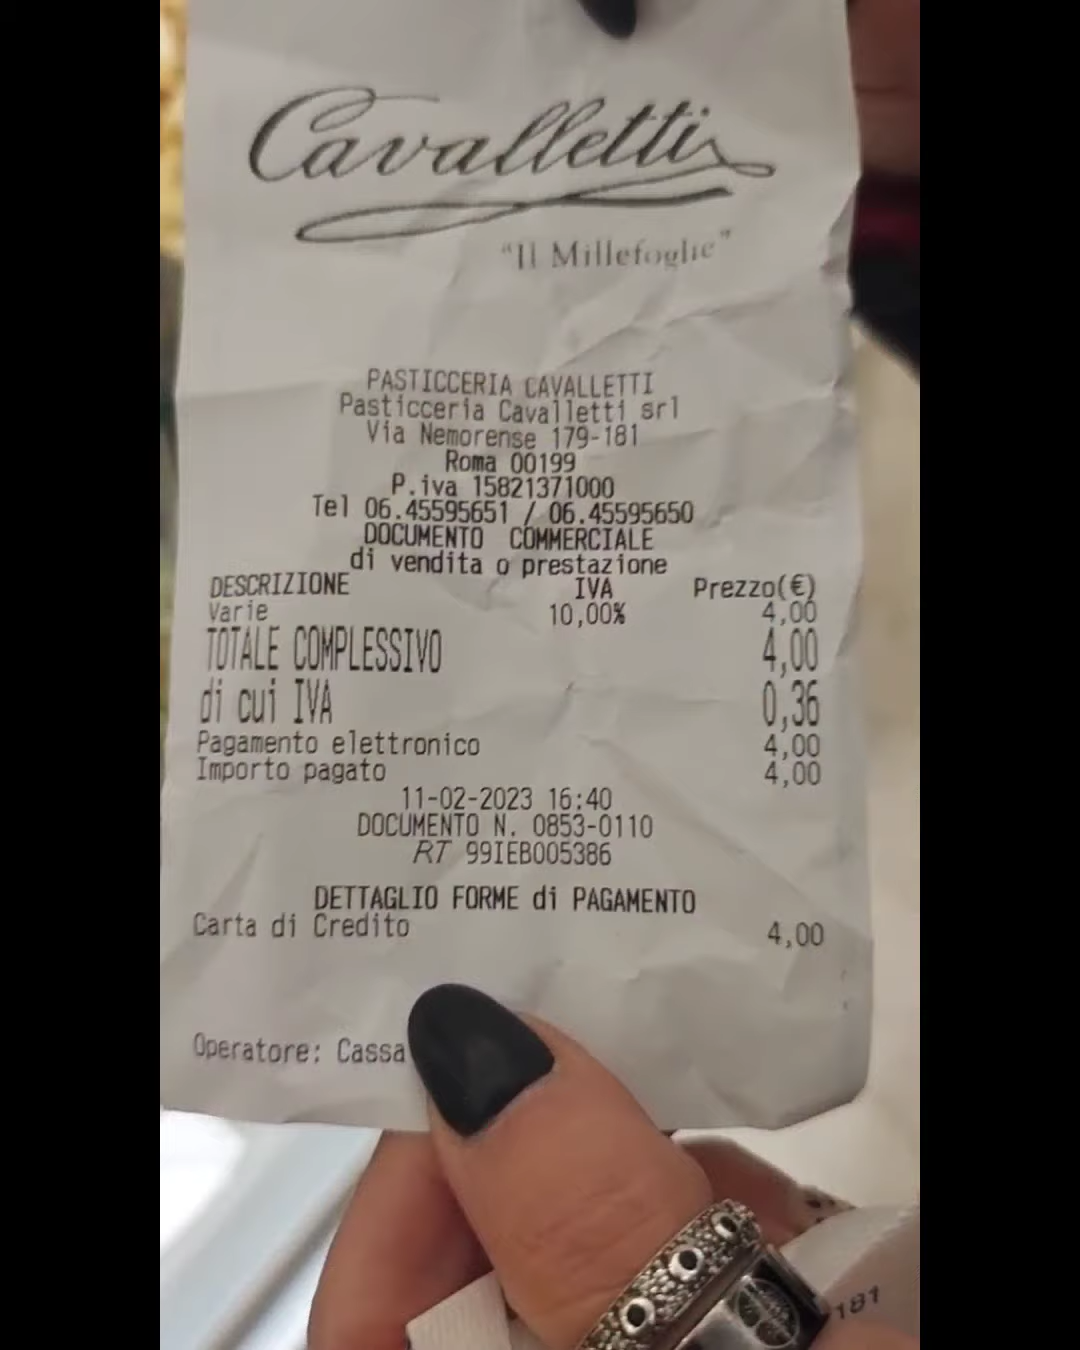 Cavalletti
"Il Millefoglie"
PASTICCERIA CAVALLETTI
Pasticceria Cavalletti srl
Via Nemorense 179-181
Roma 00199
P.iva 15821371000
Tel 06.45595651 / 06.45595650
DOCUMENTO COMMERCIALE
di vendita o prestazione
DESCRIZIONE IVA Prezzo(€)
Varie 10,00% 4,00
TOTALE COMPLESSIVO 4,00
di cui IVA 0,36
Pagamento elettronico 4,00
Importo pagato 4,00
11-02-2023 16:40
DOCUMENTO N. 0853-0110
RT 99IEB005386
DETTAGLIO FORME di PAGAMENTO
Carta di Credito 4,00
Operatore: Cassa
181